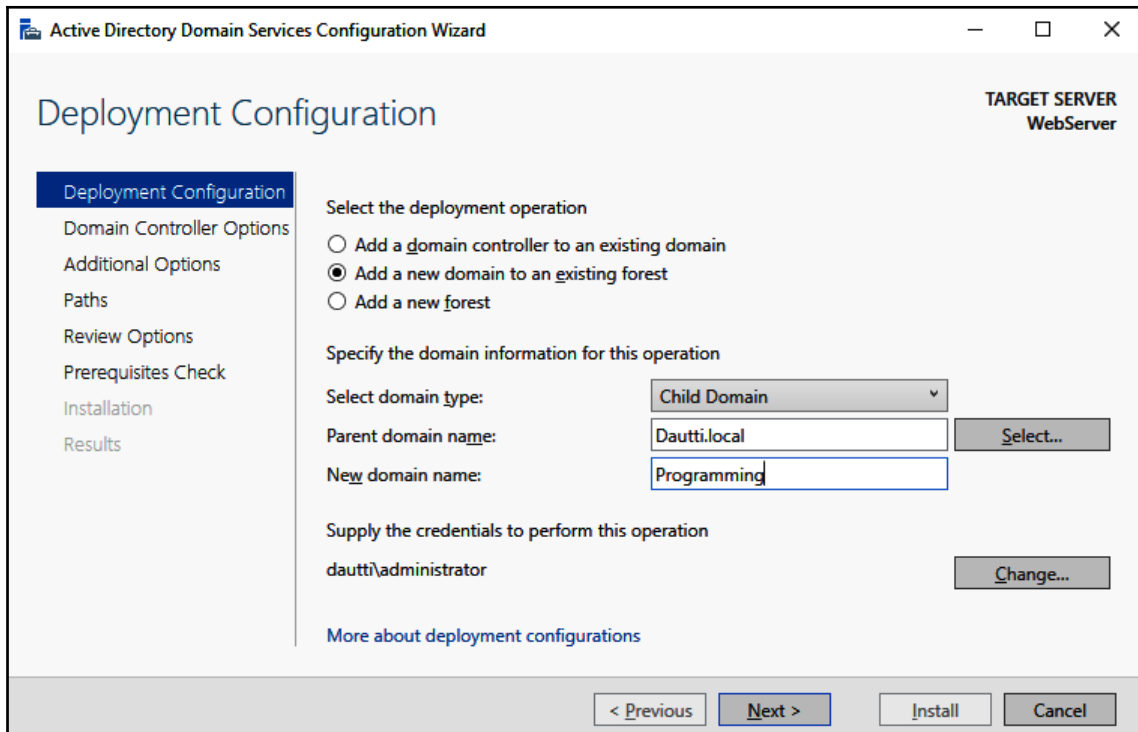 Active Directory Domain Services Configuration Wizard
Deployment Configuration
TARGET SERVER
WebServer
Deployment Configuration
Domain Controller Options
Additional Options
Paths
Review Options
Prerequisites Check
Installation
Results
Select the deployment operation
Add a domain controller to an existing domain
Add a new domain to an existing forest
Add a new forest
Specify the domain information for this operation
Select domain type: Child Domain
Parent domain name: Dautti.local Select...
New domain name: Programming
Supply the credentials to perform this operation
dautti\administrator Change...
More about deployment configurations
< Previous Next > Install Cancel